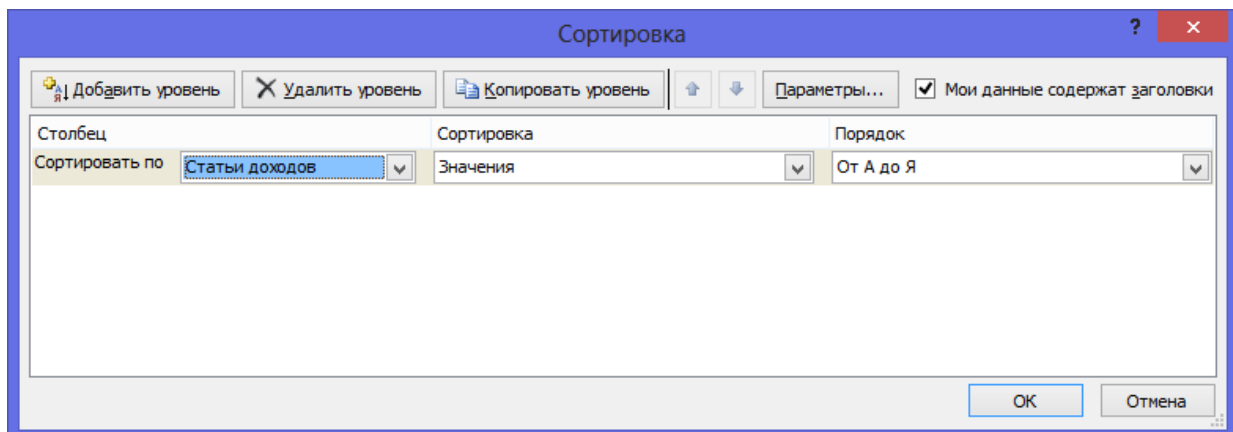 Сортировка ? ×
Добавить уровень Удалить уровень Копировать уровень Параметры... Мои данные содержат заголовки
Столбец Сортировка Порядок
Сортировать по Статьи доходов Значения От А до Я
ОК Отмена